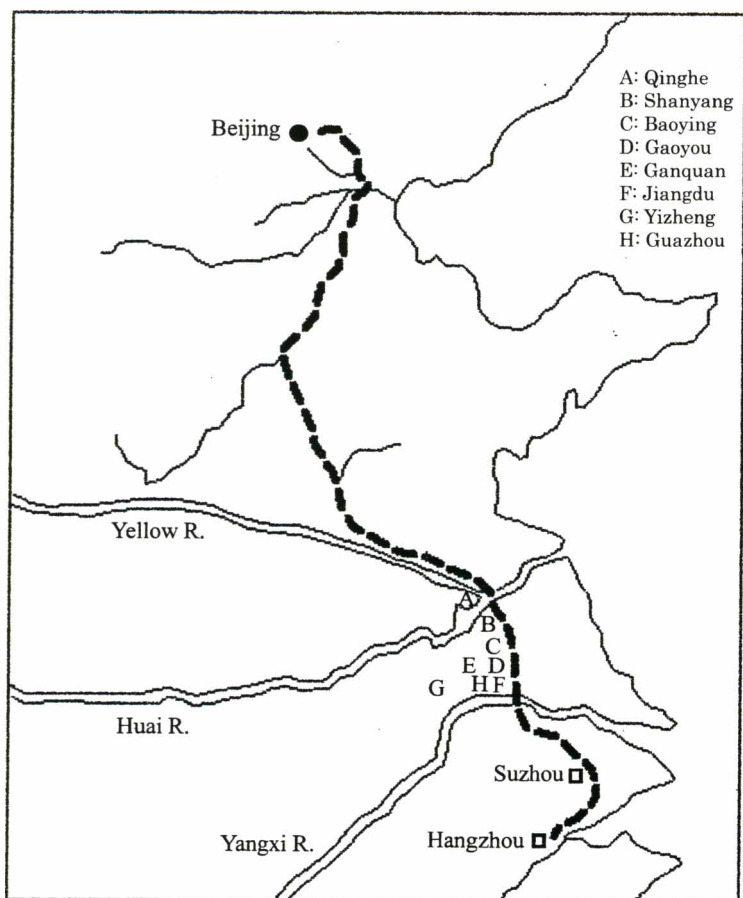 Beijing
A: Qinghe
B: Shanyang
C: Baoying
D: Gaoyou
E: Ganquan
F: Jiangdu
G: Yizheng
H: Guazhou
Yellow R.
A
B
C
E D
G H F
Huai R.
Suzhou
Yangxi R.
Hangzhou